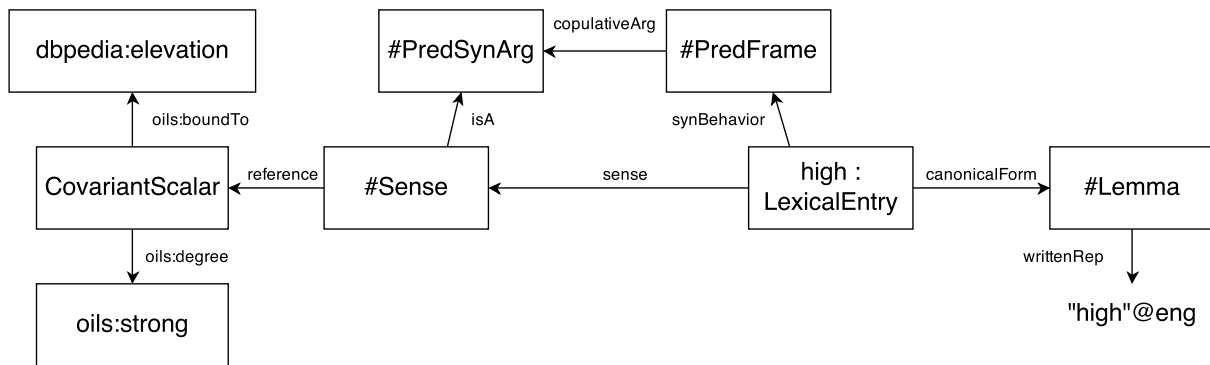 copulativeArg
dbpedia:elevation
#PredSynArg
#PredFrame
oils:boundTo
isA
synBehavior
CovariantScalar
reference
#Sense
sense
high :
LexicalEntry
canonicalForm
#Lemma
oils:degree
writtenRep
oils:strong
"high"@eng